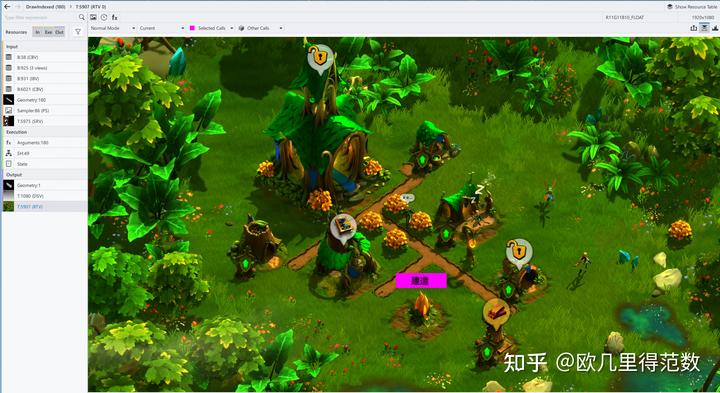 DrawIndexed (180) > T:5907 (RTV 0)
Show Resource Table
Type filter expression
Normal Mode
Current
Selected Calls
Other Calls
R11G11B10_FLOAT
1920x1080
Resources
In Exe Out
Input
B:38 (CBV)
B:925 (3 views)
B:931 (IBV)
B:6021 (CBV)
Geometry:180
Sampler:86 (PS)
T:5975 (SRV)
Execution
Arguments:180
SH:49
State
Output
Geometry:1
T:1080 (DSV)
T:5907 (RTV)
知乎 @欧几里得范数